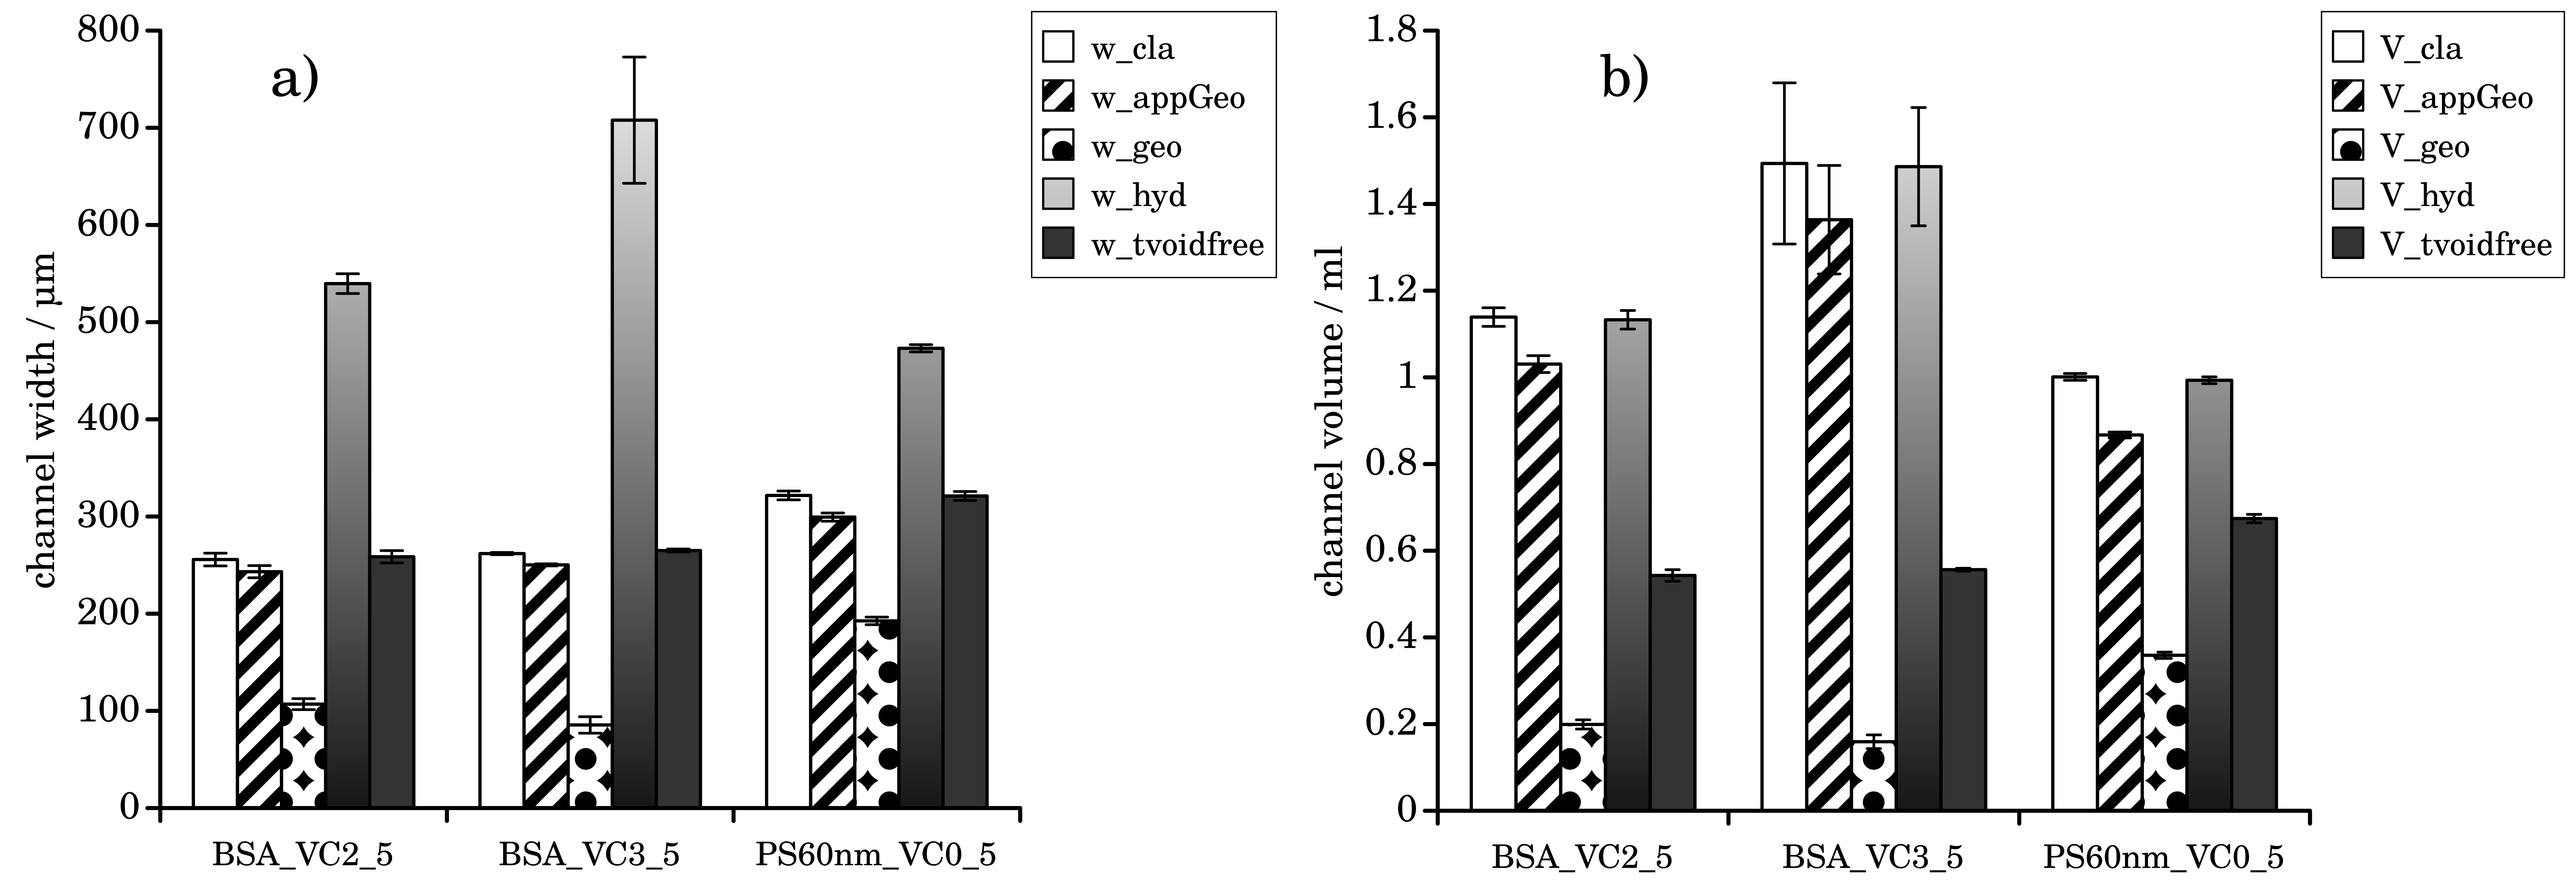 a)
channel width / µm
800
700
600
500
400
300
200
100
0
BSA_VC2_5
BSA_VC3_5
PS60nm_VC0_5
w_cla
w_appGeo
w_geo
w_hyd
w_tvoidfree
b)
channel volume / ml
1.8
1.6
1.4
1.2
1
0.8
0.6
0.4
0.2
0
BSA_VC2_5
BSA_VC3_5
PS60nm_VC0_5
V_cla
V_appGeo
V_geo
V_hyd
V_tvoidfree